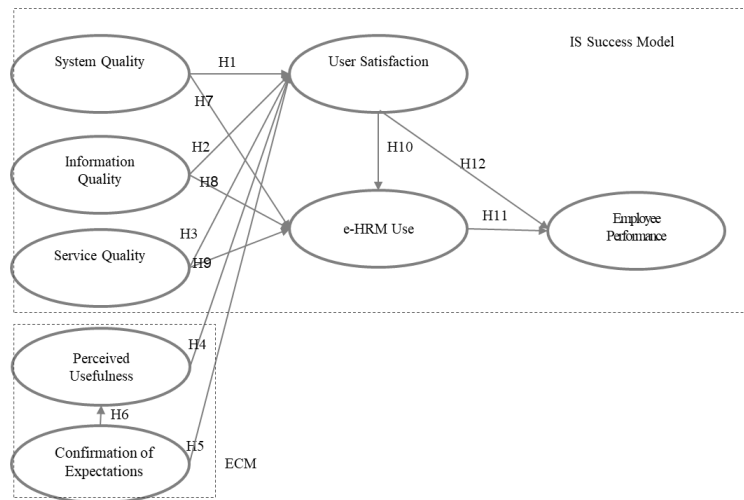 IS Success Model
System Quality
H1
User Satisfaction
H7
H2
Information
Quality
H8
H10
H12
H3
Service Quality
H9
e-HRM Use
H11
Employee
Performance
Perceived
Usefulness
H4
H6
Confirmation of
Expectations
H5
ECM